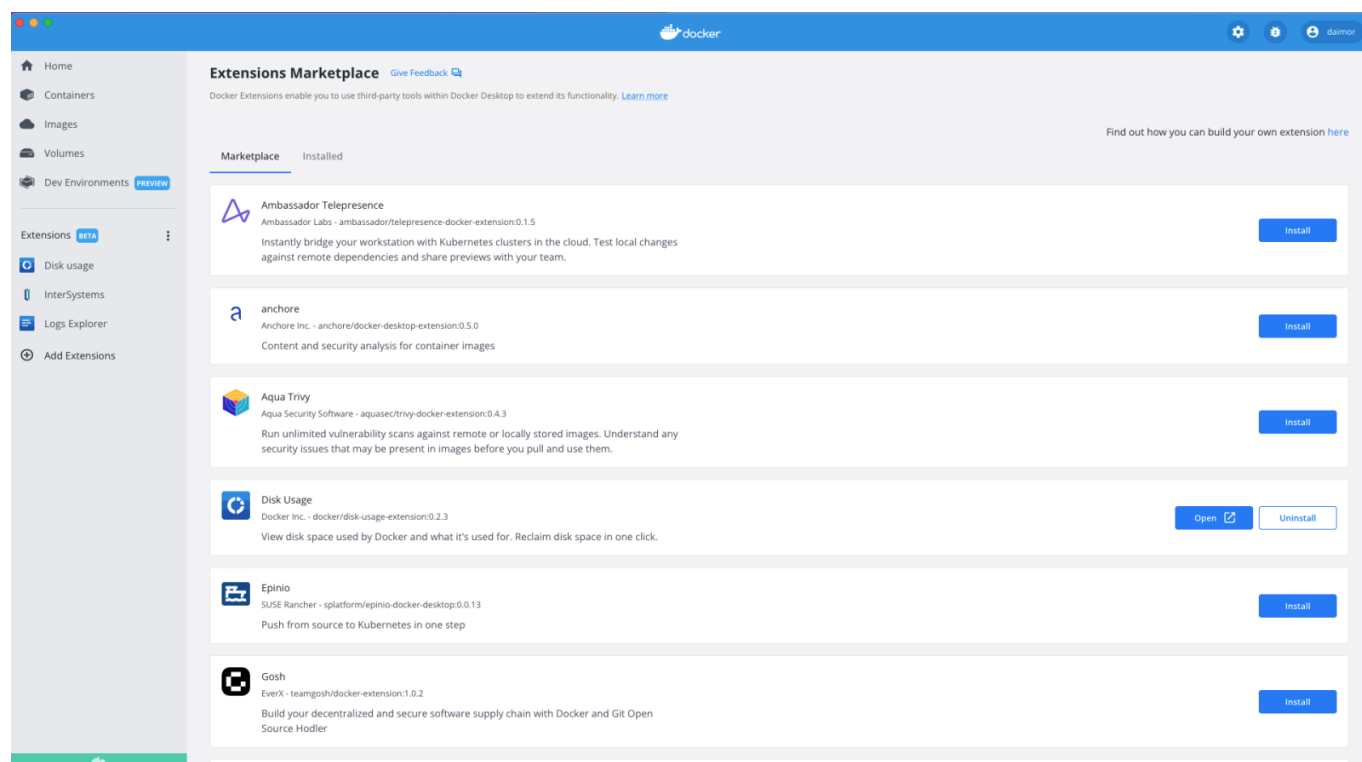 docker
daimor
Home
Containers
Images
Volumes
Dev Environments PREVIEW
Extensions BETA
Disk usage
InterSystems
Logs Explorer
Add Extensions
Extensions Marketplace Give Feedback
Docker Extensions enable you to use third-party tools within Docker Desktop to extend its functionality. Learn more
Find out how you can build your own extension here
Marketplace Installed
Ambassador Telepresence
Ambassador Labs - ambassador/telepresence-docker-extension:0.1.5
Instantly bridge your workstation with Kubernetes clusters in the cloud. Test local changes
against remote dependencies and share previews with your team.
Install
a
anchore
Anchore Inc. - anchore/docker-desktop-extension:0.5.0
Content and security analysis for container images
Install
Aqua Trivy
Aqua Security Software - aquasec/trivy-docker-extension:0.4.3
Run unlimited vulnerability scans against remote or locally stored images. Understand any
security issues that may be present in images before you pull and use them.
Install
Disk Usage
Docker Inc. - docker/disk-usage-extension:0.2.3
View disk space used by Docker and what it's used for. Reclaim disk space in one click.
Open Uninstall
Epinio
SUSE Rancher - splatform/epinio-docker-desktop:0.0.13
Push from source to Kubernetes in one step
Install
Gosh
EverX - teamgosh/docker-extension:1.0.2
Build your decentralized and secure software supply chain with Docker and Git Open
Source Hodler
Install